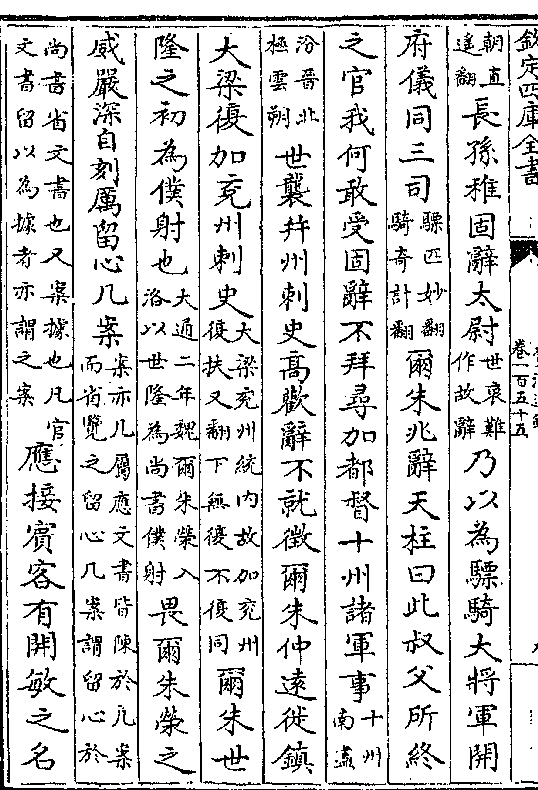 欽定四庫全書
卷一百五十五
朝直遥翻長孫稚固辭太尉世衰難作故辭乃以為驃騎大將軍開
府儀同三司驃匹妙翻騎奇計翻爾朱兆辭天柱曰此叔父所終
之官我何敢受固辭不拜尋加都督十州諸軍事十州南盡
汾晉北極雲朔世襲并州刺史高歡辭不就徵爾朱仲遠徙鎮
大梁復加兖州刺史大梁兖州統内故加兖州復扶又翻下無復不復同爾朱世
隆之初為僕射也大通二年魏爾朱榮入洛以世隆為尚書僕射畏爾朱榮之
威嚴深自刻厲留心几案案亦几屬應文書皆陳於几案而省覽之留心几案謂留心於
尚書省文書也又案據也凡官文書留以為據者亦謂之案應接賓客有開敏之名